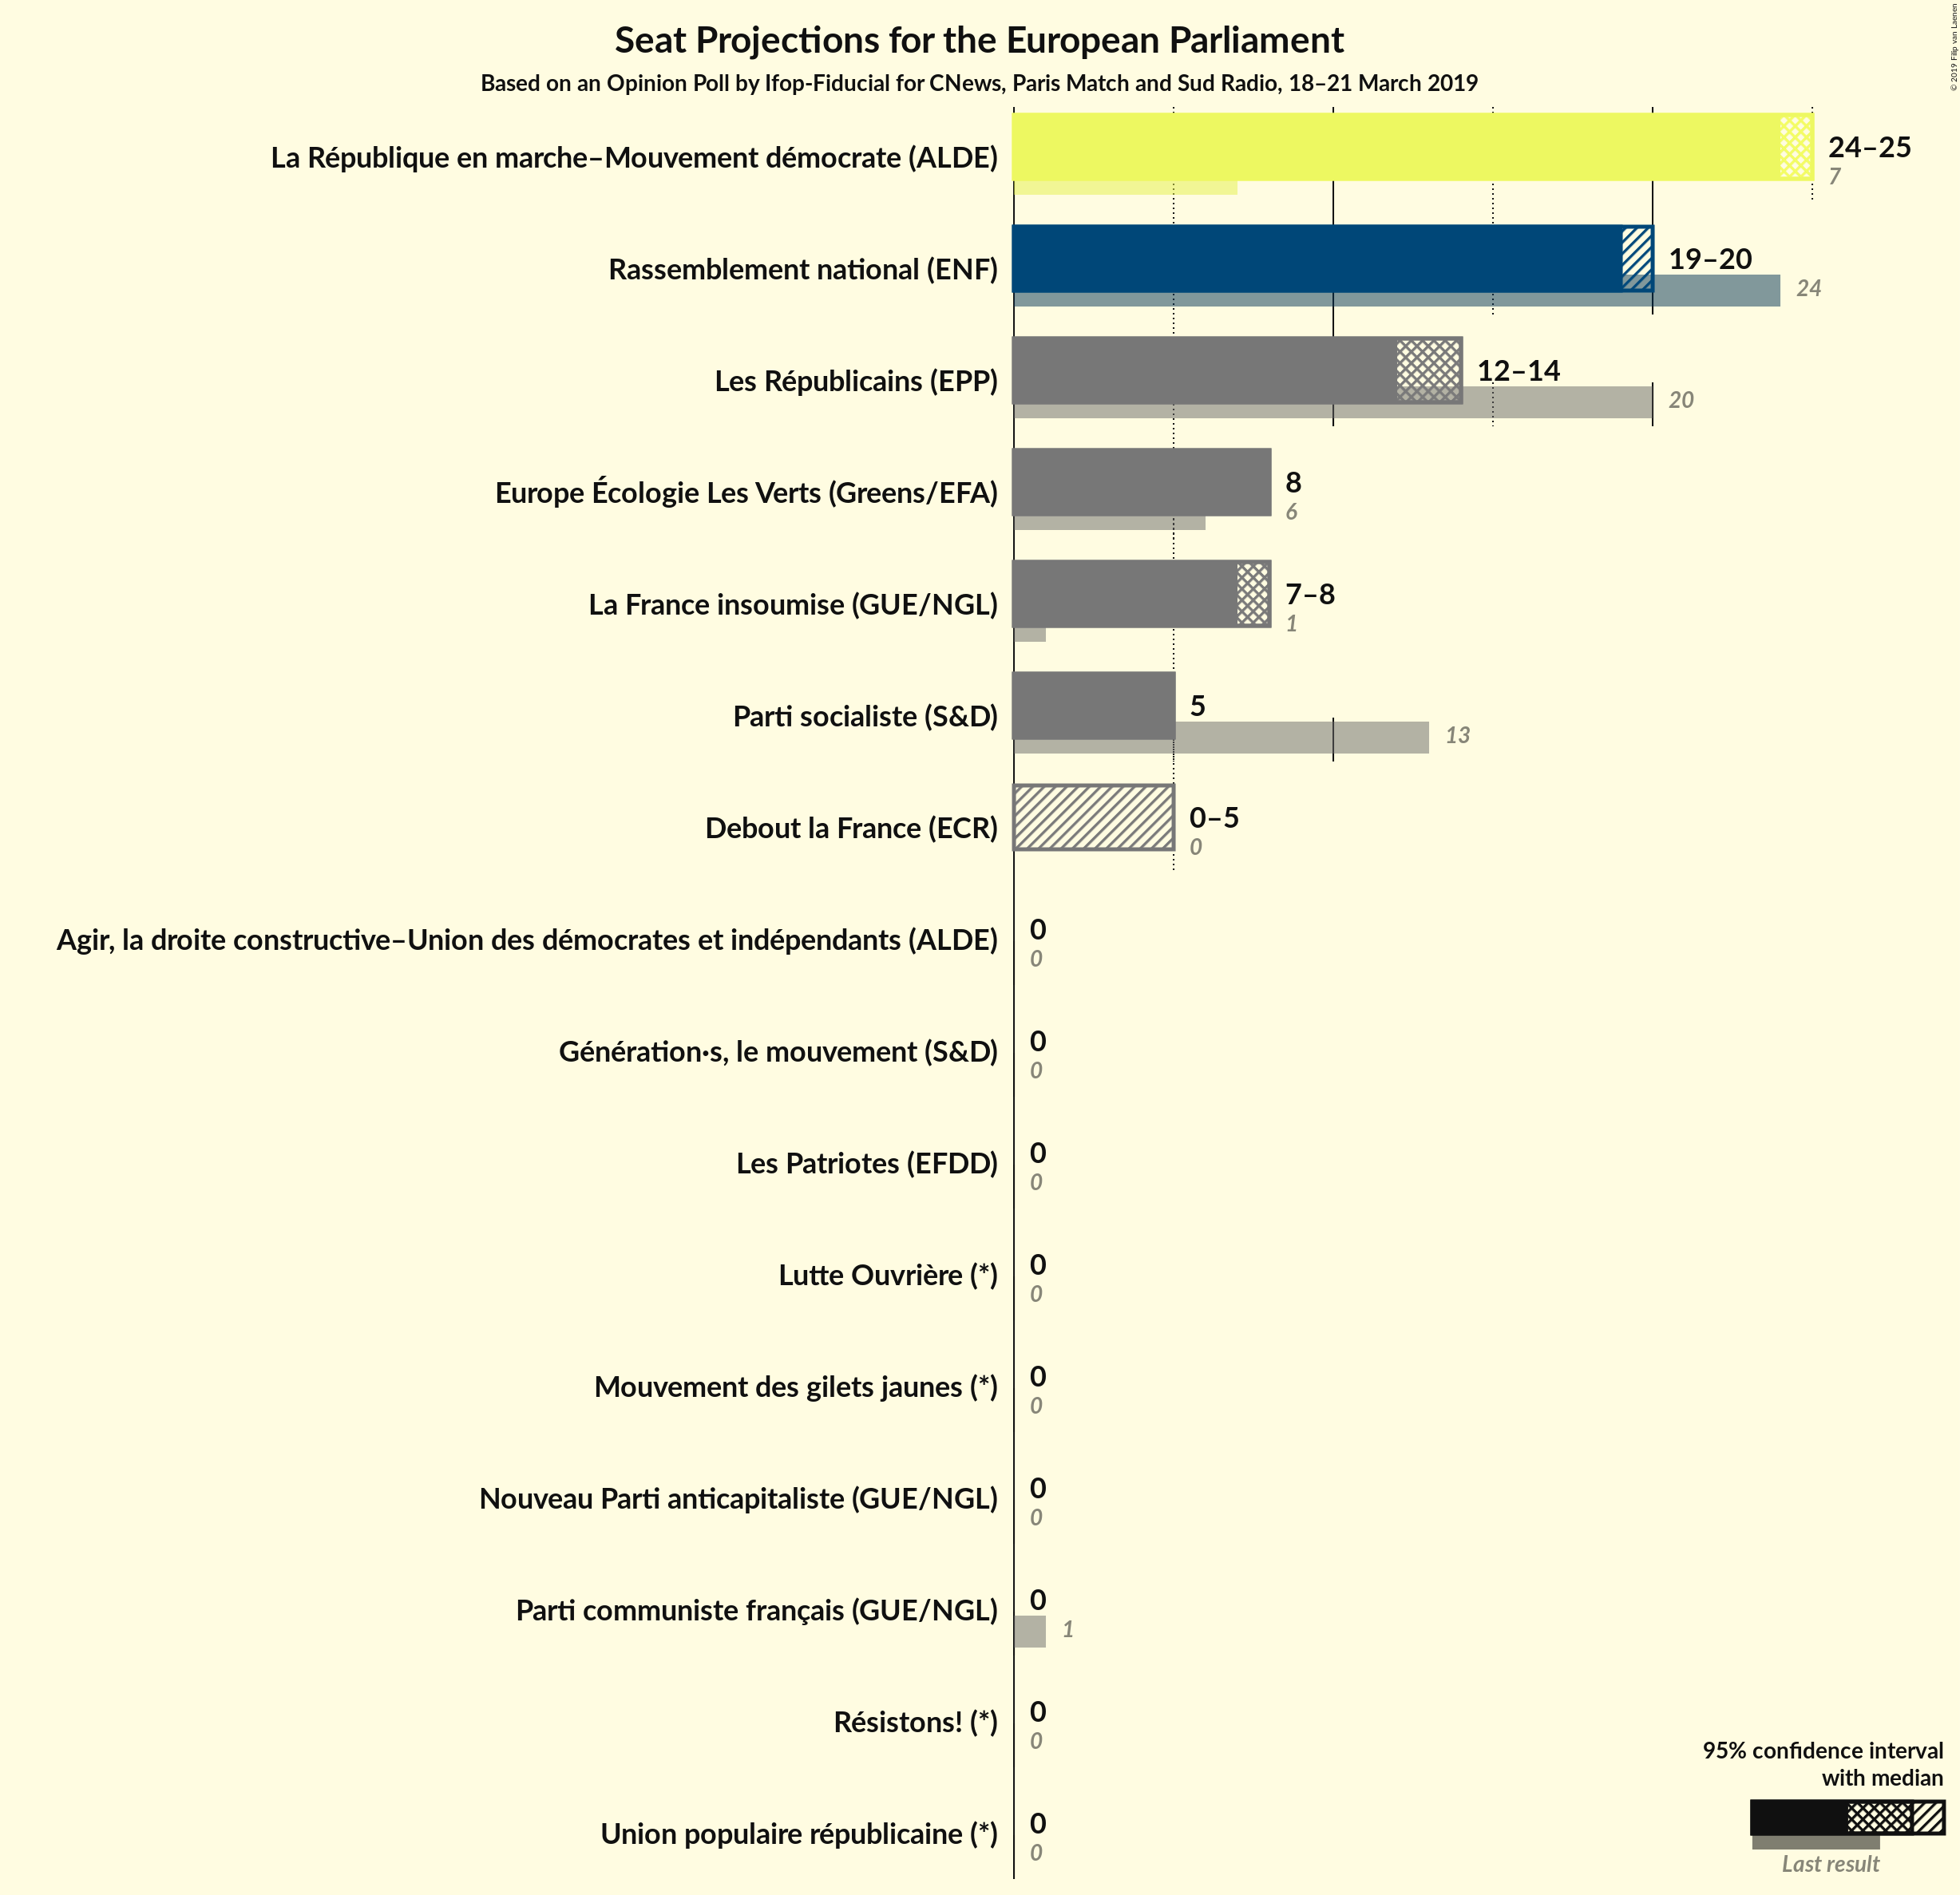 Seat Projections for the European Parliament
Based on an Opinion Poll by Ifop-Fiducial for CNews, Paris Match and Sud Radio, 18–21 March 2019
© 2019 Filip van Laenen
La République en marche–Mouvement démocrate (ALDE)
24–25
7
Rassemblement national (ENF)
19–20
24
Les Républicains (EPP)
12–14
20
Europe Écologie Les Verts (Greens/EFA)
8
6
La France insoumise (GUE/NGL)
7–8
1
Parti socialiste (S&D)
5
13
Debout la France (ECR)
0–5
0
Agir, la droite constructive–Union des démocrates et indépendants (ALDE)
0
0
Génération·s, le mouvement (S&D)
0
0
Les Patriotes (EFDD)
0
0
Lutte Ouvrière (*)
0
0
Mouvement des gilets jaunes (*)
0
0
Nouveau Parti anticapitaliste (GUE/NGL)
0
0
Parti communiste français (GUE/NGL)
0
1
Résistons! (*)
0
0
Union populaire républicaine (*)
0
0
95% confidence interval
with median
Last result